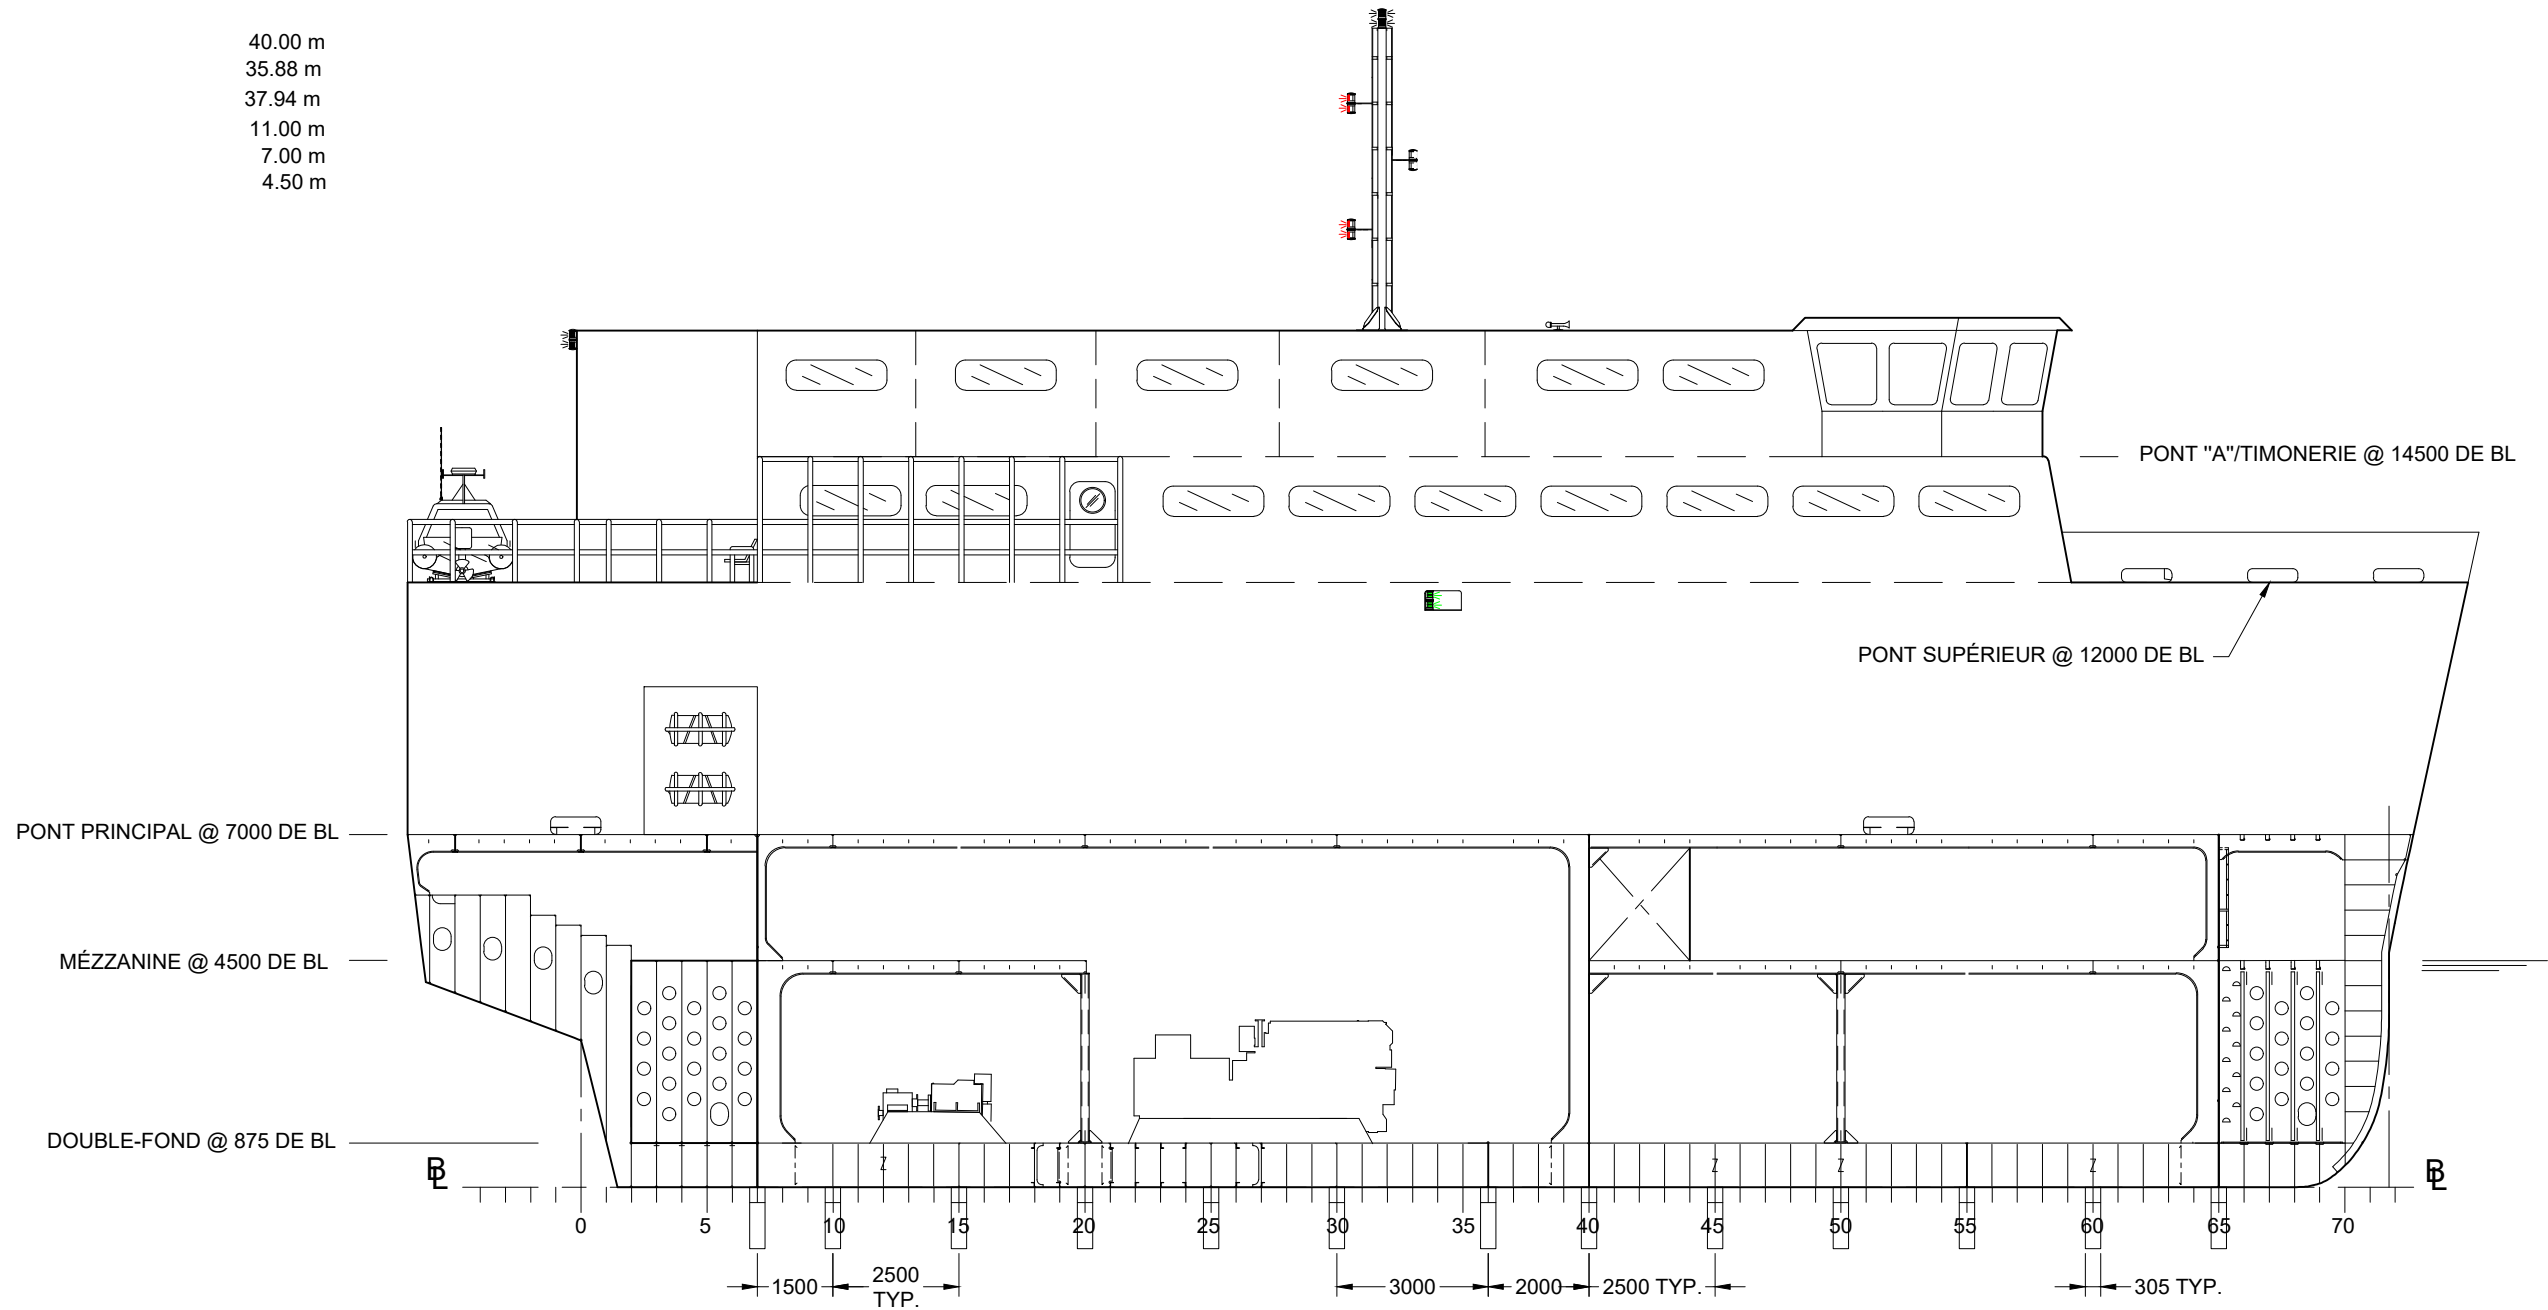 40.00 m
35.88 m
37.94 m
11.00 m
7.00 m
4.50 m
PONT "A"/TIMONERIE @ 14500 DE BL
PONT SUPÉRIEUR @ 12000 DE BL
PONT PRINCIPAL @ 7000 DE BL
MÉZZANINE @ 4500 DE BL
DOUBLE-FOND @ 875 DE BL
BL BL
Z Z Z Z
0 5 10 15 20 25 30 35 40 45 50 55 60 65 70
1500 2500 TYP. 3000 2000 2500 TYP. 305 TYP.